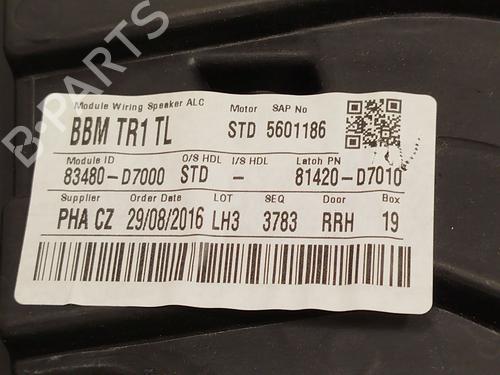 Module Wiring Speaker ALC Motor SAP No
BBM TR1 TL STD 5601186
Module ID O/S HDL I/S HDL Latch PN
83480-D7000 STD - 81420-D7010
Supplier Order Date LOT SEQ Door Box
PHA CZ 29/08/2016 LH3 3783 RRH 19
B-PARTS